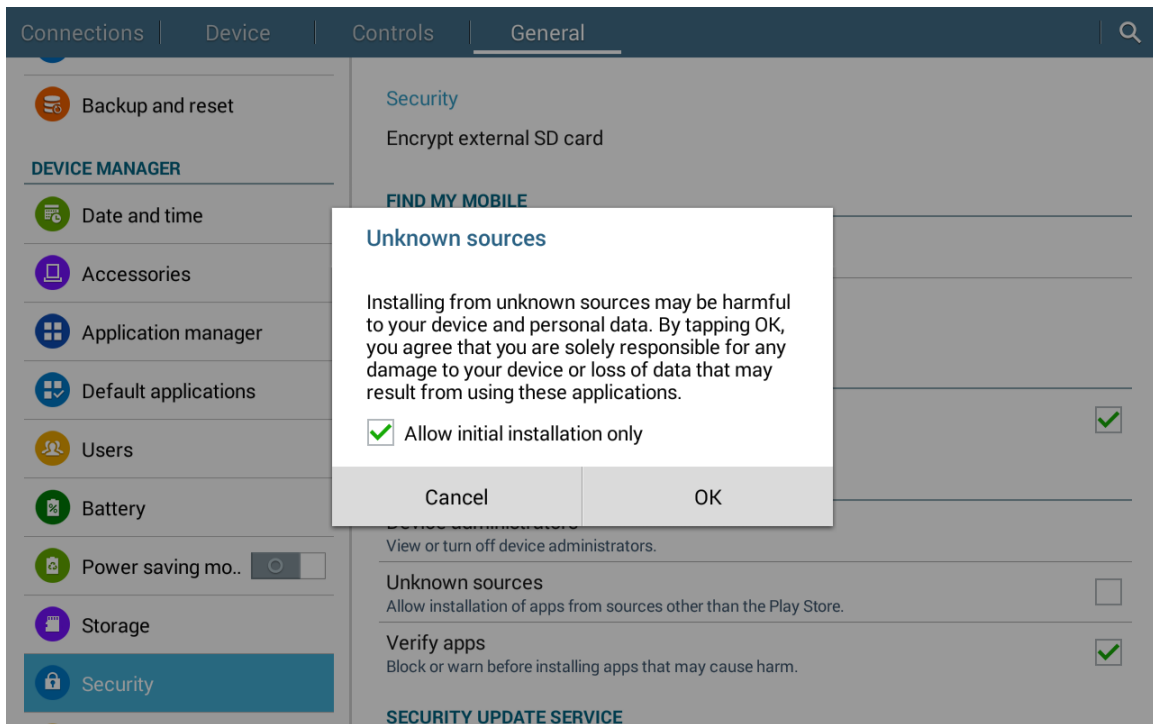 Connections
Device
Controls
General
Backup and reset
DEVICE MANAGER
Date and time
Accessories
Application manager
Default applications
Users
Battery
Power saving mo..
Storage
Security
Security
Encrypt external SD card
FIND MY MOBILE
Unknown sources
Installing from unknown sources may be harmful
to your device and personal data. By tapping OK,
you agree that you are solely responsible for any
damage to your device or loss of data that may
result from using these applications.
Allow initial installation only
Cancel
OK
Device administrators
View or turn off device administrators.
Unknown sources
Allow installation of apps from sources other than the Play Store.
Verify apps
Block or warn before installing apps that may cause harm.
SECURITY UPDATE SERVICE